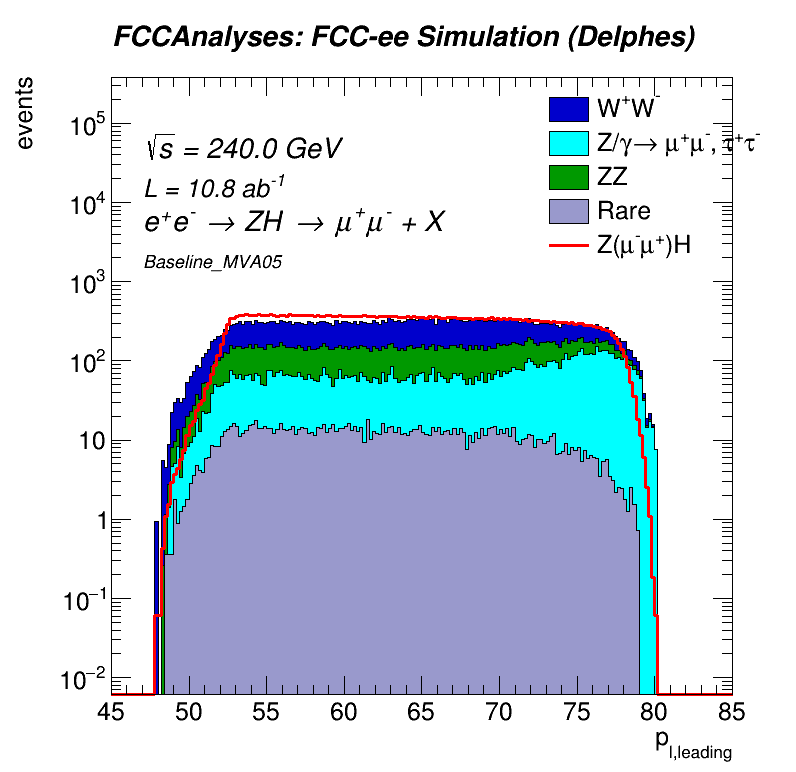 FCCAnalyses: FCC-ee Simulation (Delphes)
events
√s = 240.0 GeV
L = 10.8 ab⁻¹
e⁺e⁻ → ZH → μ⁺μ⁻ + X
Baseline_MVA05
W⁺W⁻
Z/γ→ μ⁺μ⁻, τ⁺τ⁻
ZZ
Rare
Z(μ⁻μ⁺)H
10⁵
10⁴
10³
10²
10
1
10⁻¹
10⁻²
45 50 55 60 65 70 75 80 85
p_l,leading